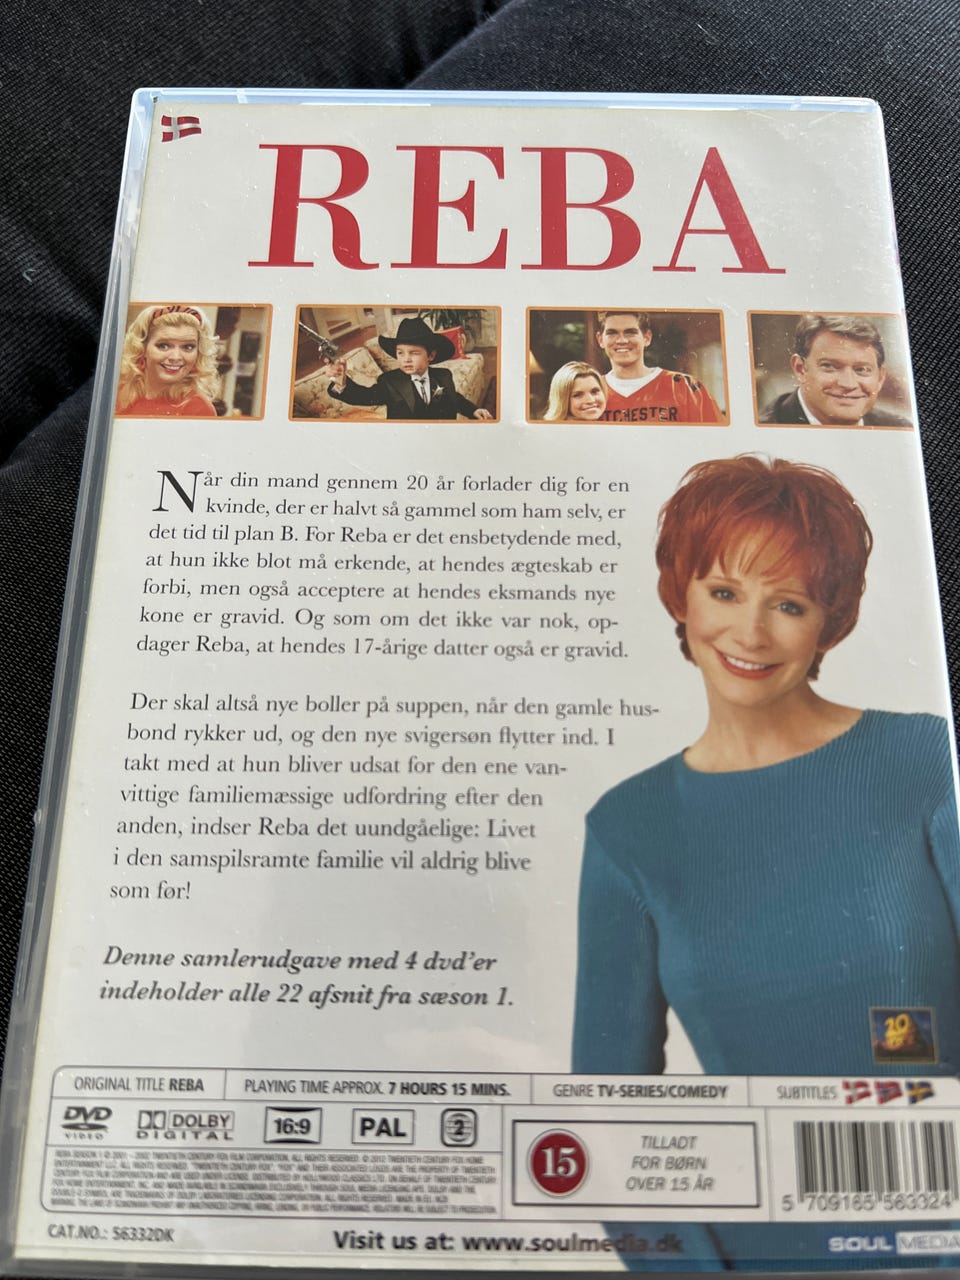 REBA
TCHESTER
Når din mand gennem 20 år forlader dig for en
kvinde, der er halvt så gammel som ham selv, er
det tid til plan B. For Reba er det ensbetydende med,
at hun ikke blot må erkende, at hendes ægteskab er
forbi, men også acceptere at hendes eksmands nye
kone er gravid. Og som om det ikke var nok, op-
dager Reba, at hendes 17-årige datter også er gravid.
Der skal altså nye boller på suppen, når den gamle hus-
bond rykker ud, og den nye svigersøn flytter ind. I
takt med at hun bliver udsat for den ene van-
vittige familiemæssige udfordring efter den
anden, indser Reba det uundgåelige: Livet
i den samspilsramte familie vil aldrig blive
som før!
Denne samlerudgave med 4 dvd'er
indeholder alle 22 afsnit fra sæson 1.
20
ORIGINAL TITLE REBA
PLAYING TIME APPROX. 7 HOURS 15 MINS.
GENRE TV-SERIES/COMEDY
SUBTITLES
DVD
VIDEO
DOLBY
DIGITAL
16:9
PAL
2
15
TILLADT
FOR BØRN
OVER 15 ÅR
5 709165 563324
CAT.NO.: 56332DK
Visit us at: www.soulmedia.dk
SOUL MEDIA